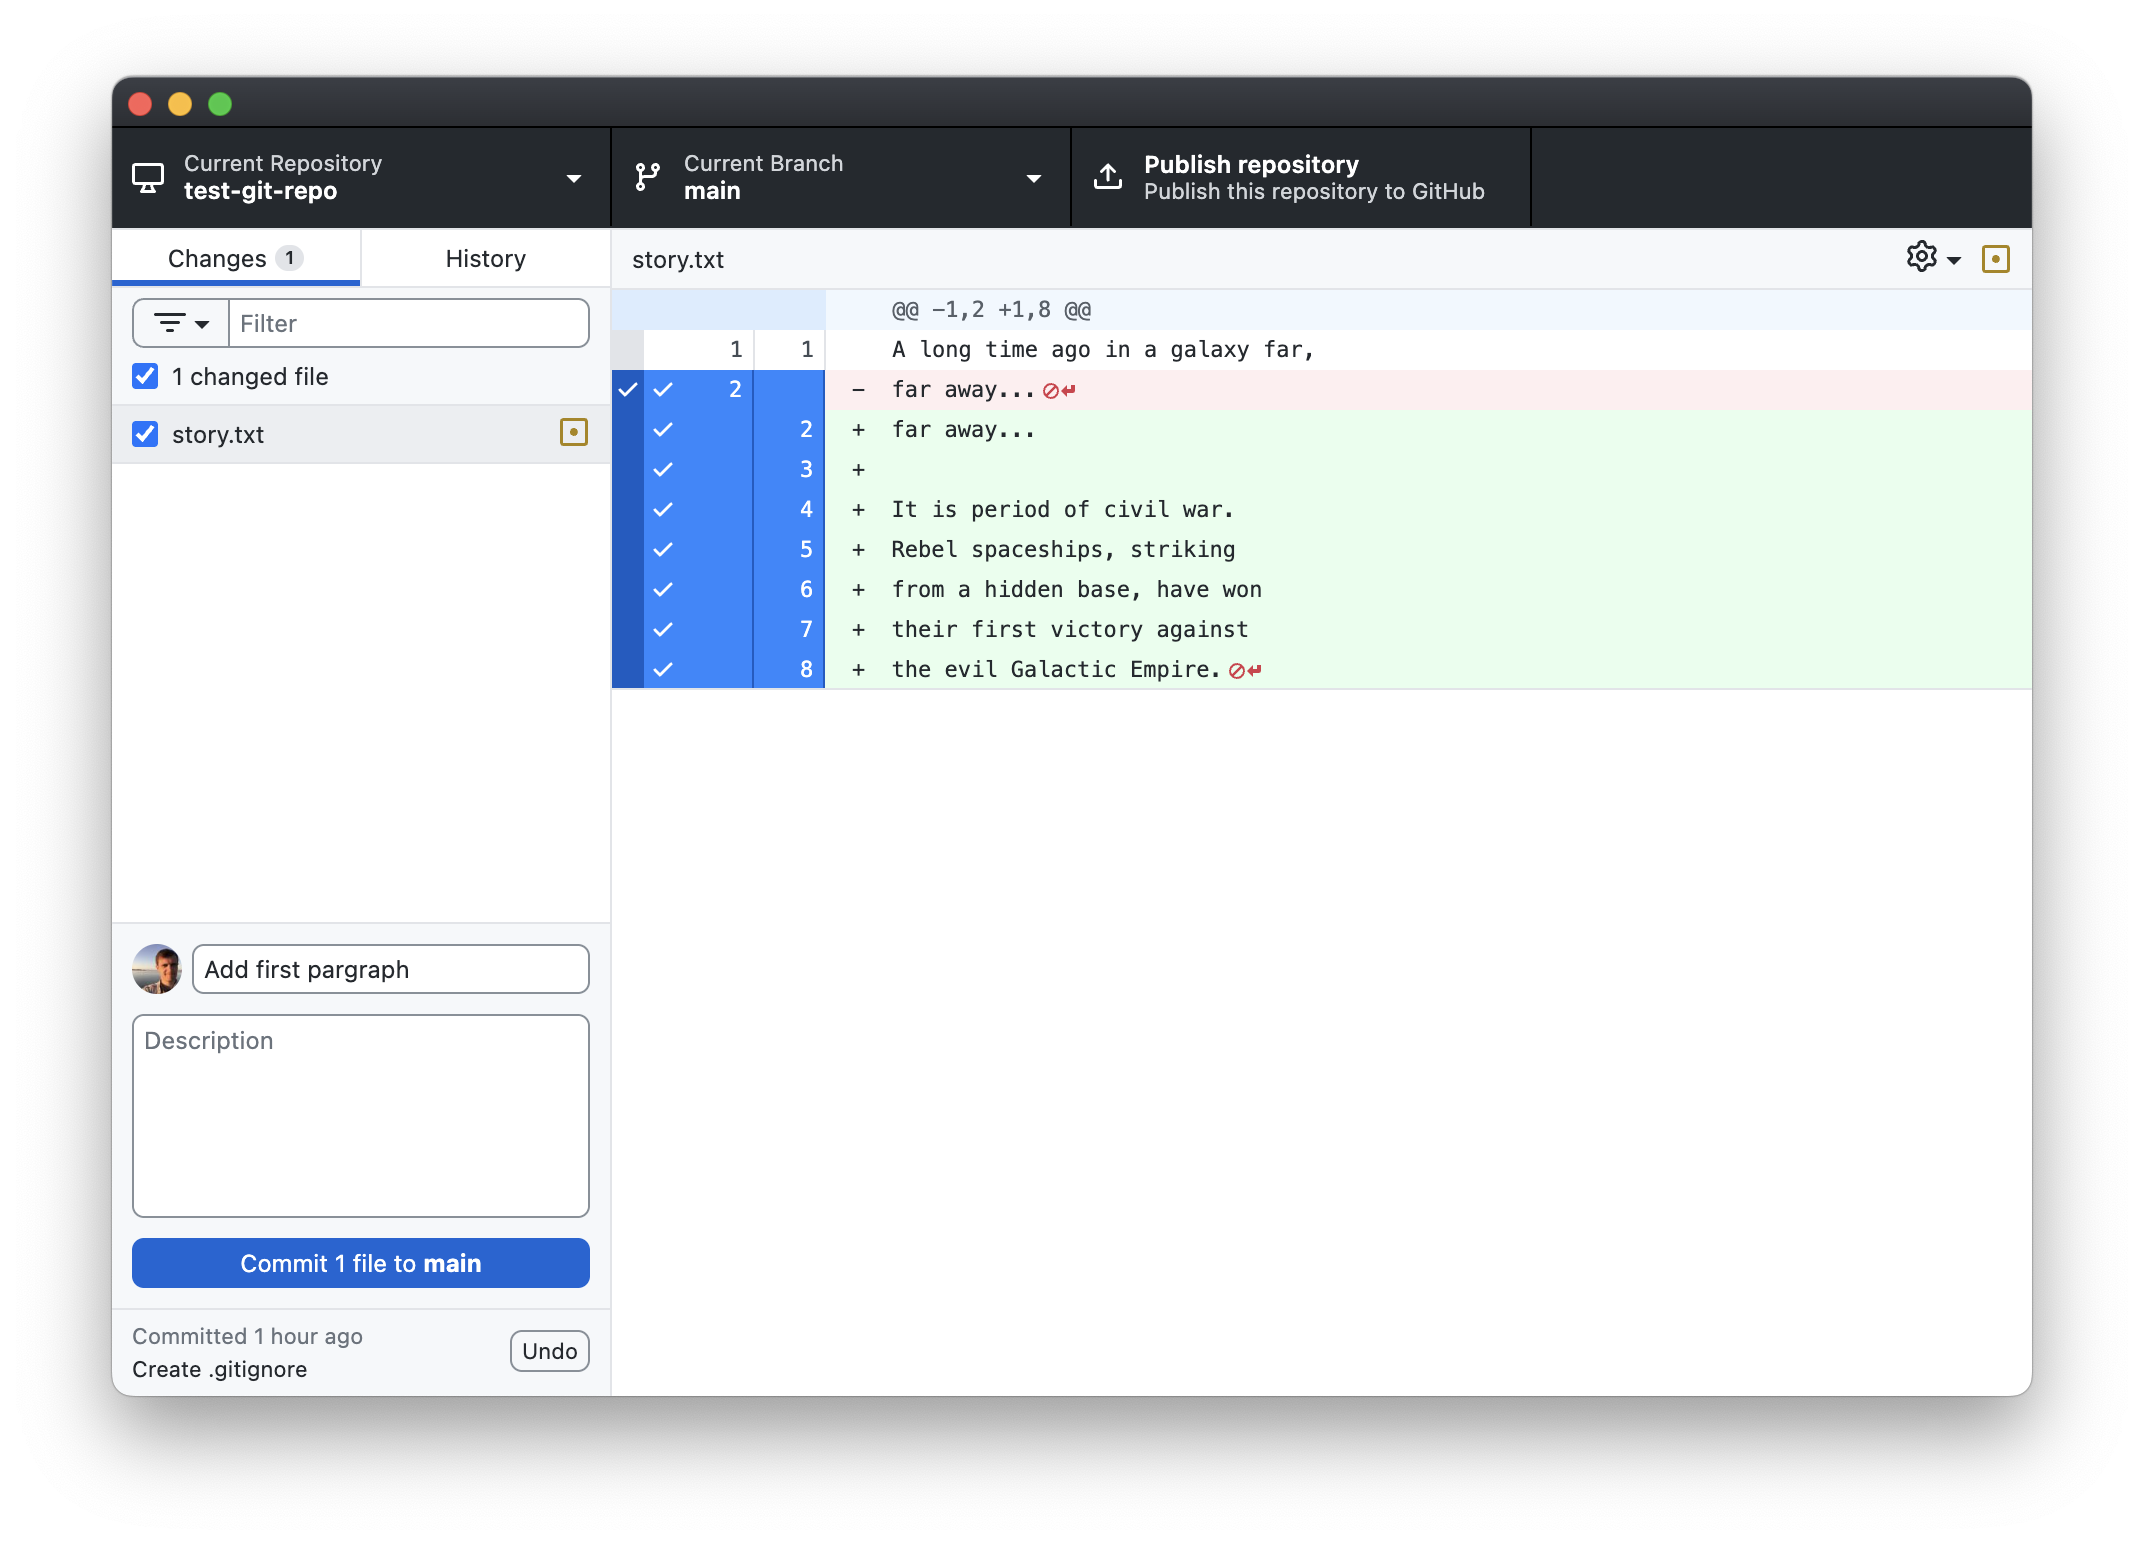 Current Repository
test-git-repo
Current Branch
main
Publish repository
Publish this repository to GitHub
Changes 1
History
Filter
1 changed file
story.txt
story.txt
@@ -1,2 +1,8 @@
1 1 A long time ago in a galaxy far,
2 - far away...
2 + far away...
3 +
4 + It is period of civil war.
5 + Rebel spaceships, striking
6 + from a hidden base, have won
7 + their first victory against
8 + the evil Galactic Empire.
Add first pargraph
Description
Commit 1 file to main
Committed 1 hour ago
Create .gitignore
Undo